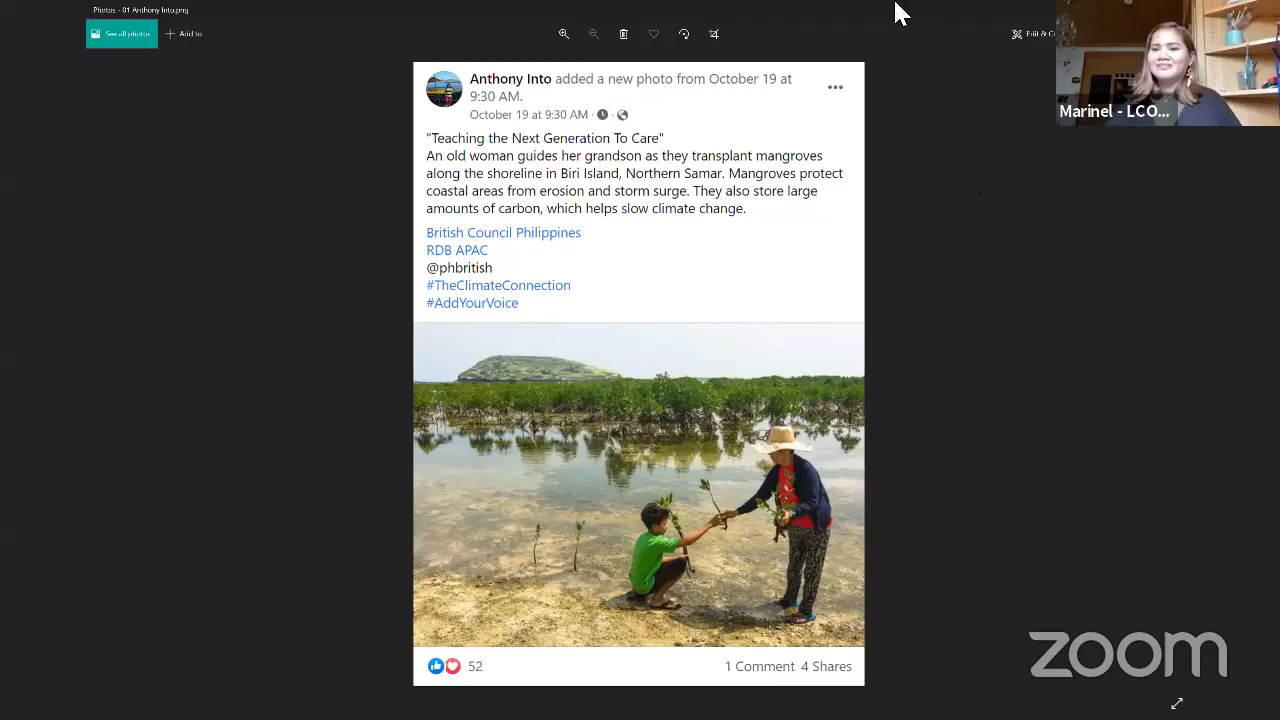 Photos - 01 Anthony Into.png
See all photos
Add to
Edit & C
Marinel - LCO...
Anthony Into added a new photo from October 19 at
9:30 AM.
October 19 at 9:30 AM
"Teaching the Next Generation To Care"
An old woman guides her grandson as they transplant mangroves
along the shoreline in Biri Island, Northern Samar. Mangroves protect
coastal areas from erosion and storm surge. They also store large
amounts of carbon, which helps slow climate change.
British Council Philippines
RDB APAC
@phbritish
#TheClimateConnection
#AddYourVoice
52
1 Comment 4 Shares
zoom